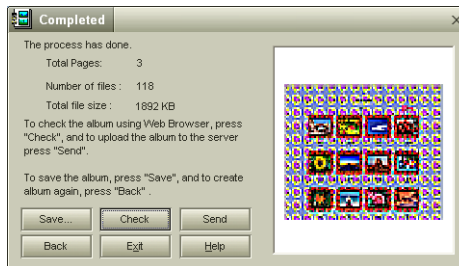 Completed
The process has done.
Total Pages: 3
Number of files : 118
Total file size : 1892 KB
To check the album using Web Browser, press
"Check", and to upload the album to the server
press "Send".
To save the album, press "Save", and to create
album again, press "Back" .
Save... Check Send
Back Exit Help